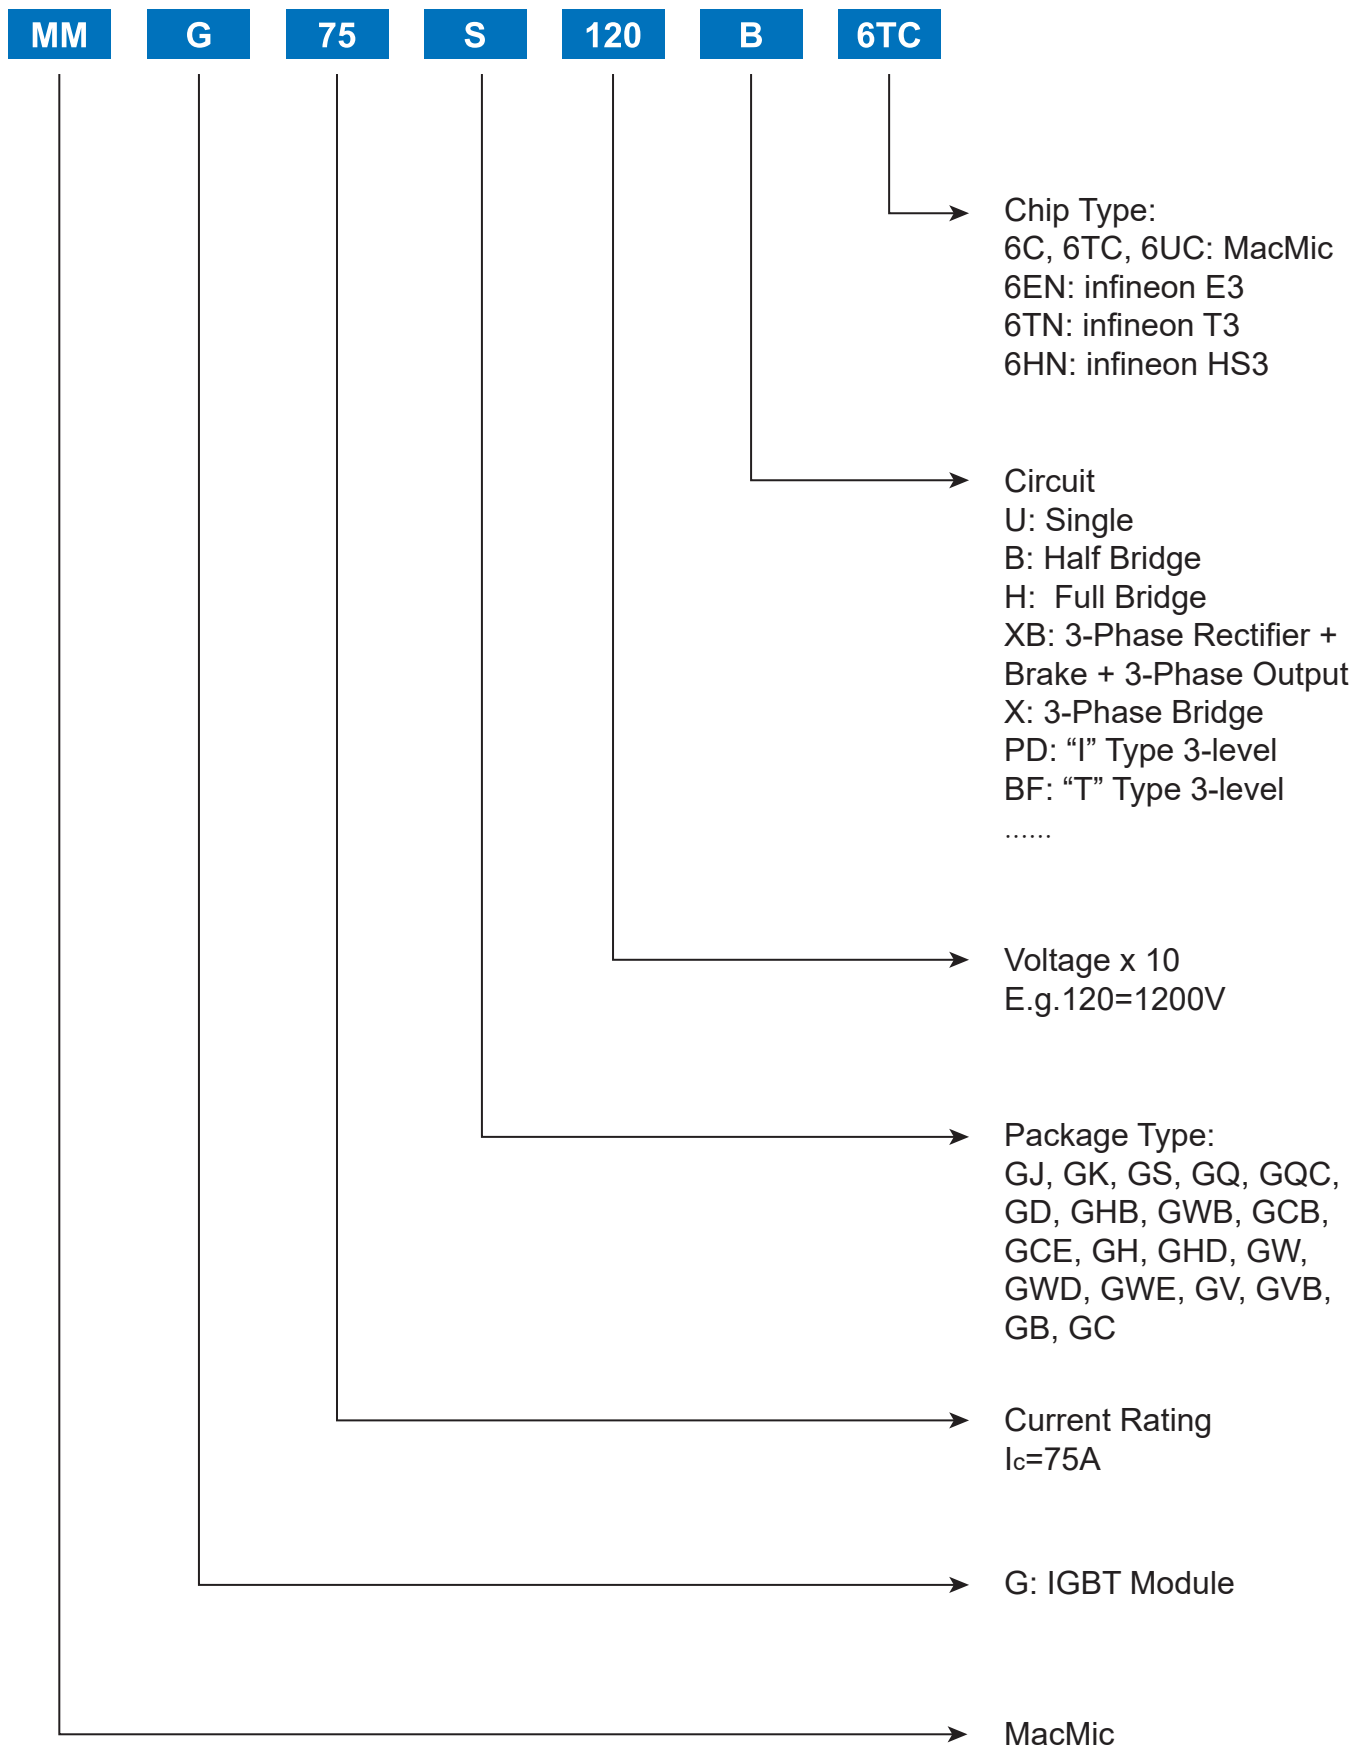 MM G 75 S 120 B 6TC
Chip Type:
6C, 6TC, 6UC: MacMic
6EN: infineon E3
6TN: infineon T3
6HN: infineon HS3
Circuit
U: Single
B: Half Bridge
H: Full Bridge
XB: 3-Phase Rectifier +
Brake + 3-Phase Output
X: 3-Phase Bridge
PD: “I” Type 3-level
BF: “T” Type 3-level
......
Voltage x 10
E.g.120=1200V
Package Type:
GJ, GK, GS, GQ, GQC,
GD, GHB, GWB, GCB,
GCE, GH, GHD, GW,
GWD, GWE, GV, GVB,
GB, GC
Current Rating
Ic=75A
G: IGBT Module
MacMic